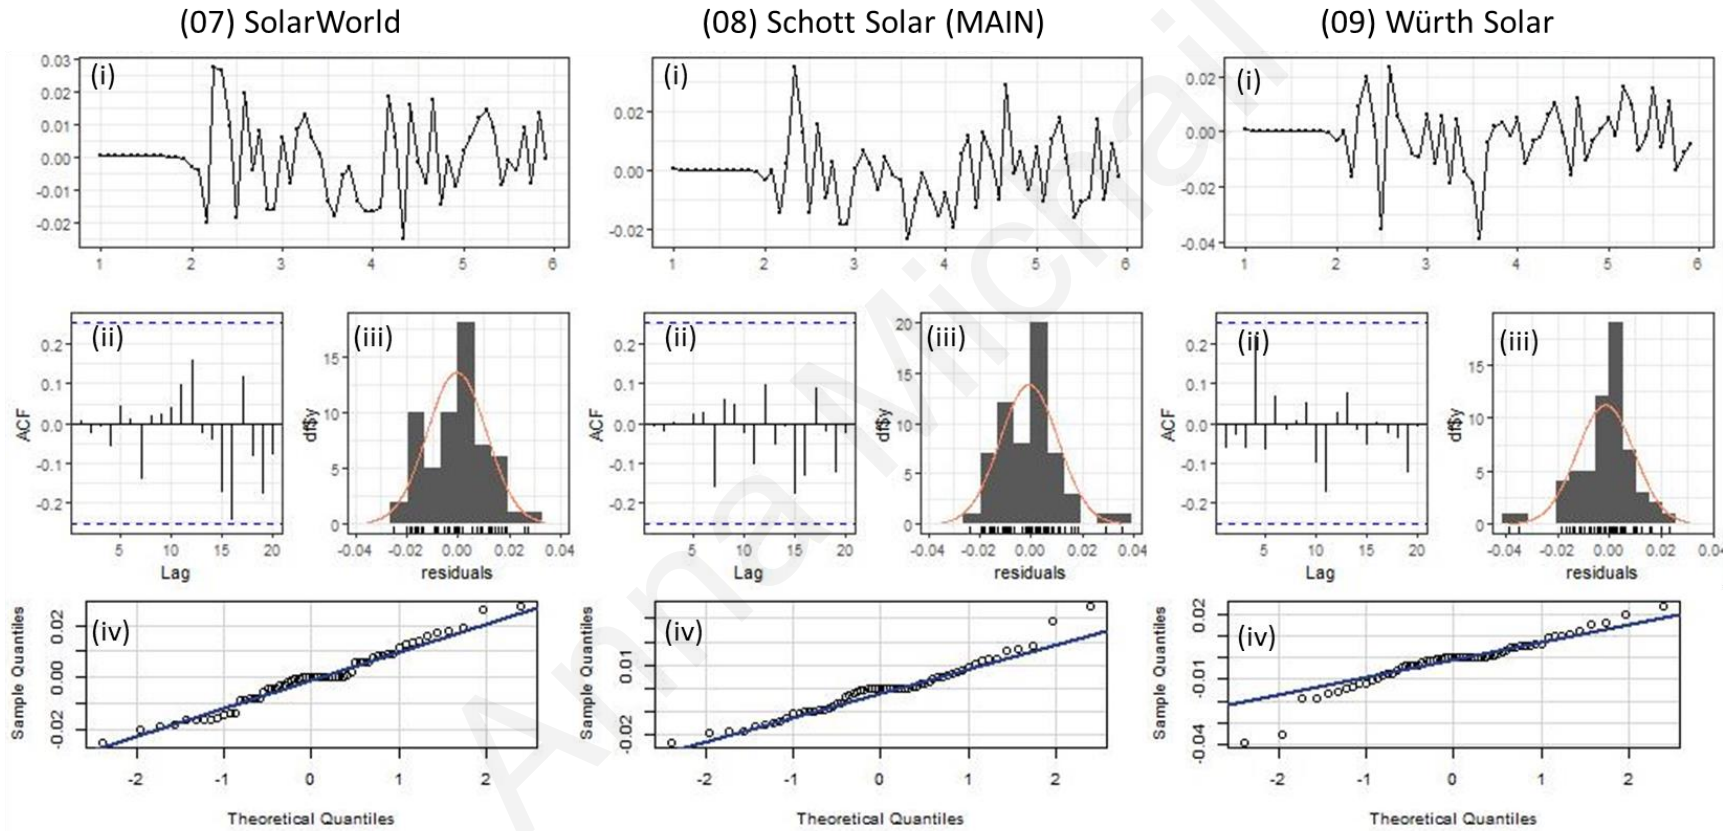 (07) SolarWorld
(08) Schott Solar (MAIN)
(09) Würth Solar
(i)
0.03
0.02
0.01
0.00
-0.01
-0.02
1 2 3 4 5 6
(i)
0.02
0.00
-0.02
1 2 3 4 5 6
(i)
0.02
0.00
-0.02
-0.04
1 2 3 4 5 6
(ii)
ACF
0.2
0.1
0.0
-0.1
-0.2
5 10 15 20
Lag
(iii)
df$y
15
10
5
0
-0.04 -0.02 0.00 0.02 0.04
residuals
(ii)
ACF
0.2
0.1
0.0
-0.1
-0.2
5 10 15 20
Lag
(iii)
df$y
20
15
10
5
0
-0.04 -0.02 0.00 0.02 0.04
residuals
(ii)
ACF
0.2
0.1
0.0
-0.1
-0.2
5 10 15 20
Lag
(iii)
df$y
15
10
5
0
-0.04 -0.02 0.00 0.02 0.04
residuals
(iv)
Sample Quantiles
0.02
0.00
-0.02
-2 -1 0 1 2
Theoretical Quantiles
(iv)
Sample Quantiles
0.01
-0.02
-2 -1 0 1 2
Theoretical Quantiles
(iv)
Sample Quantiles
0.02
-0.01
-0.04
-2 -1 0 1 2
Theoretical Quantiles
Anna Michail